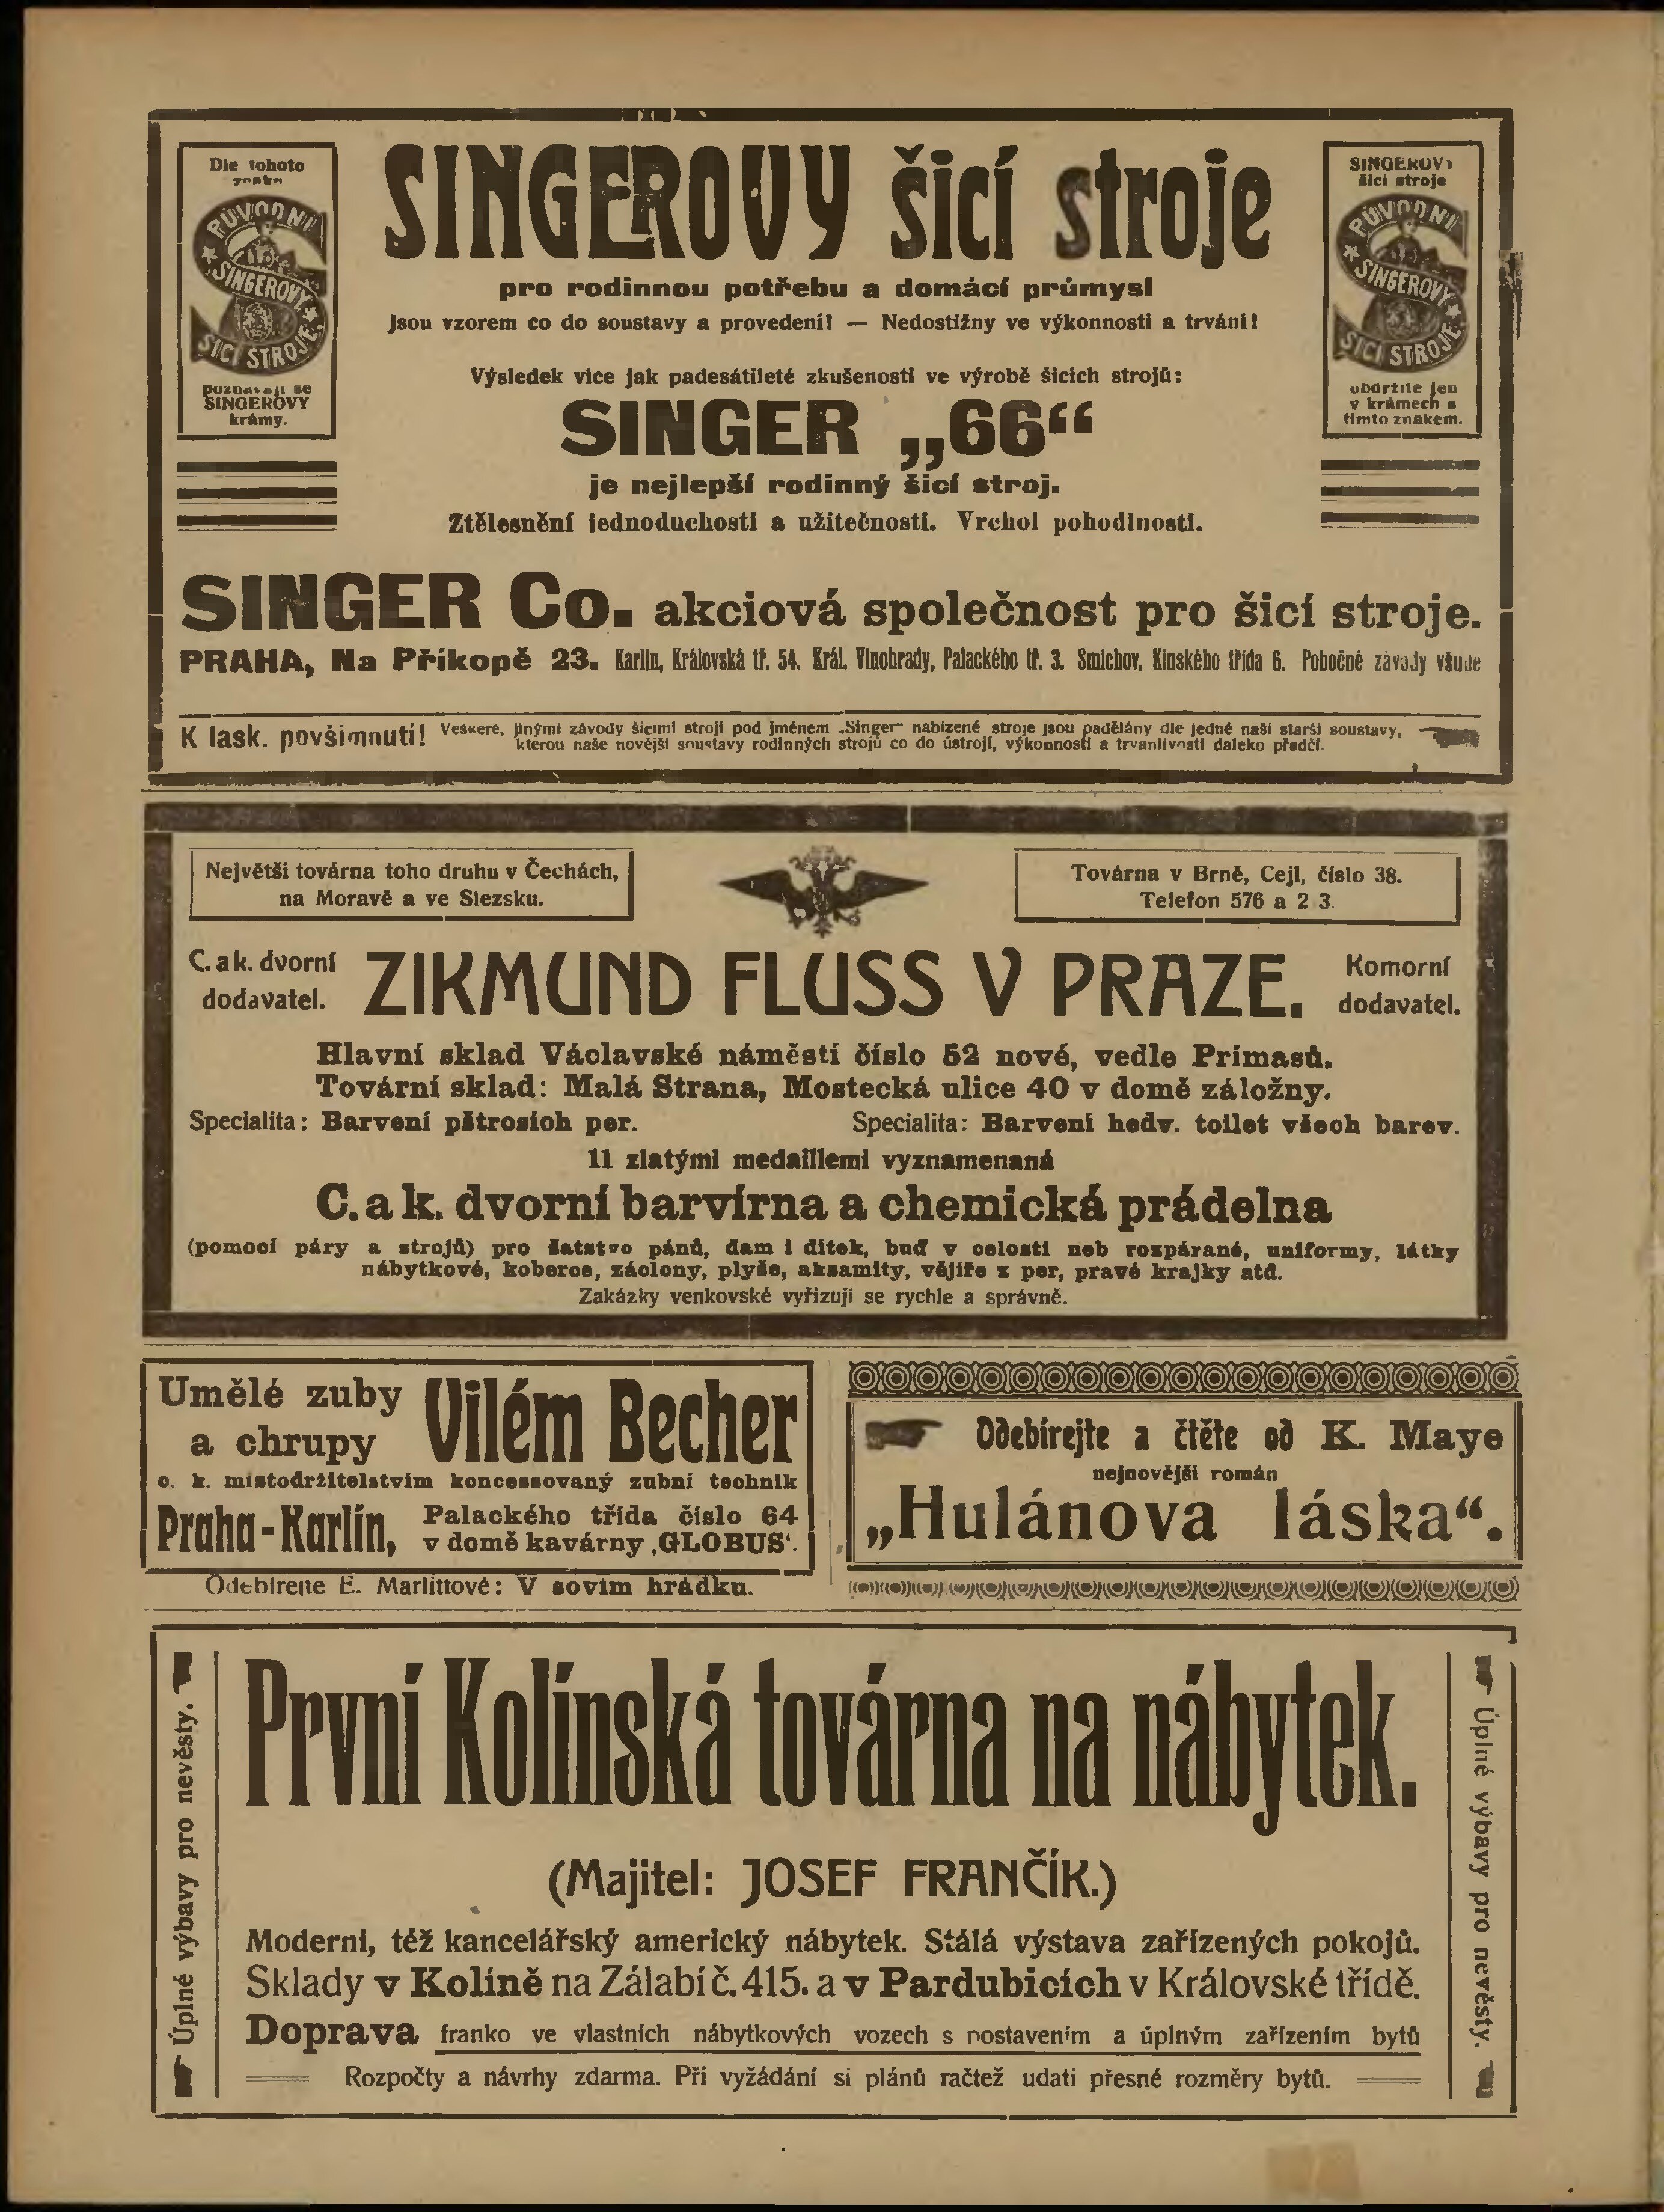 Dle tohoto
znaku
PŮVODNÍ
SINGEROVY
ŠICÍ STROJE
poznávají se
SINGEROVY
krámy.
SINGEROVY šicí stroje
pro rodinnou potřebu a domácí průmysl
jsou vzorem co do soustavy a provedení! — Nedostižny ve výkonnosti a trvání!
Výsledek více jak padesátileté zkušenosti ve výrobě šicích strojů:
SINGER „66“
je nejlepší rodinný šicí stroj.
Ztělesnění jednoduchosti a užitečnosti. Vrchol pohodlnosti.
SINGEROVY
šicí stroje
PŮVODNÍ
SINGEROVY
ŠICÍ STROJE
obdržíte jen
v krámech s
tímto znakem.
SINGER Co. akciová společnost pro šicí stroje.
PRAHA, Na Příkopě 23. Karlín, Královská tř. 54. Král. Vinohrady, Palackého tř. 3. Smíchov, Kinského třída 6. Pobočné závody všude
K lask. povšimnutí! Veskeré, jinými závody šicími stroji pod jménem „Singer“ nabízené stroje jsou padělány dle jedné naší starší soustavy,
kterou naše novější soustavy rodinných strojů co do ústrojí, výkonnosti a trvanlivosti daleko předčí.
Největši továrna toho druhu v Čechách,
na Moravě a ve Slezsku.
Továrna v Brně, Cejl, číslo 38.
Telefon 576 a 2 3.
C. a k. dvorní
dodavatel.
ZIKMUND FLUSS V PRAZE.
Komorní
dodavatel.
Hlavní sklad Václavské náměstí číslo 52 nové, vedle Primasů.
Tovární sklad: Malá Strana, Mostecká ulice 40 v domě záložny.
Specialita: Barvení pštrosích per. Specialita: Barvení hedv. toilet všech barev.
11 zlatými medaillemi vyznamenaná
C. a k. dvorní barvírna a chemická prádelna
(pomocí páry a strojů) pro šatstvo pánů, dam i dítek, buď v celosti neb rozpárané, uniformy, látky
nábytkové, koberce, záclony, plyše, aksamity, vějíře z per, pravé krajky atd.
Zakázky venkovské vyřizují se rychle a správně.
Umělé zuby
a chrupy
Vilém Becher
c. k. místodržitelstvím koncessovaný zubní technik
Praha-Karlín,
Palackého třída číslo 64
v domě kavárny ‚GLOBUS‘.
Odebírejte E. Marlittové: V sovím hrádku.
Odebírejte a čtěte od K. Maye
nejnovější román
„Hulánova láska“.
Úplné výbavy pro nevěsty.
První Kolínská továrna na nábytek.
(Majitel: JOSEF FRANČÍK.)
Moderni, též kancelářský americký nábytek. Stálá výstava zařízených pokojů.
Sklady v Kolíně na Zálabí č. 415. a v Pardubicích v Královské třídě.
Doprava franko ve vlastních nábytkových vozech s postavením a úplným zařízením bytů
Rozpočty a návrhy zdarma. Při vyžádání si plánů račtež udati přesné rozměry bytů.
Úplné výbavy pro nevěsty.